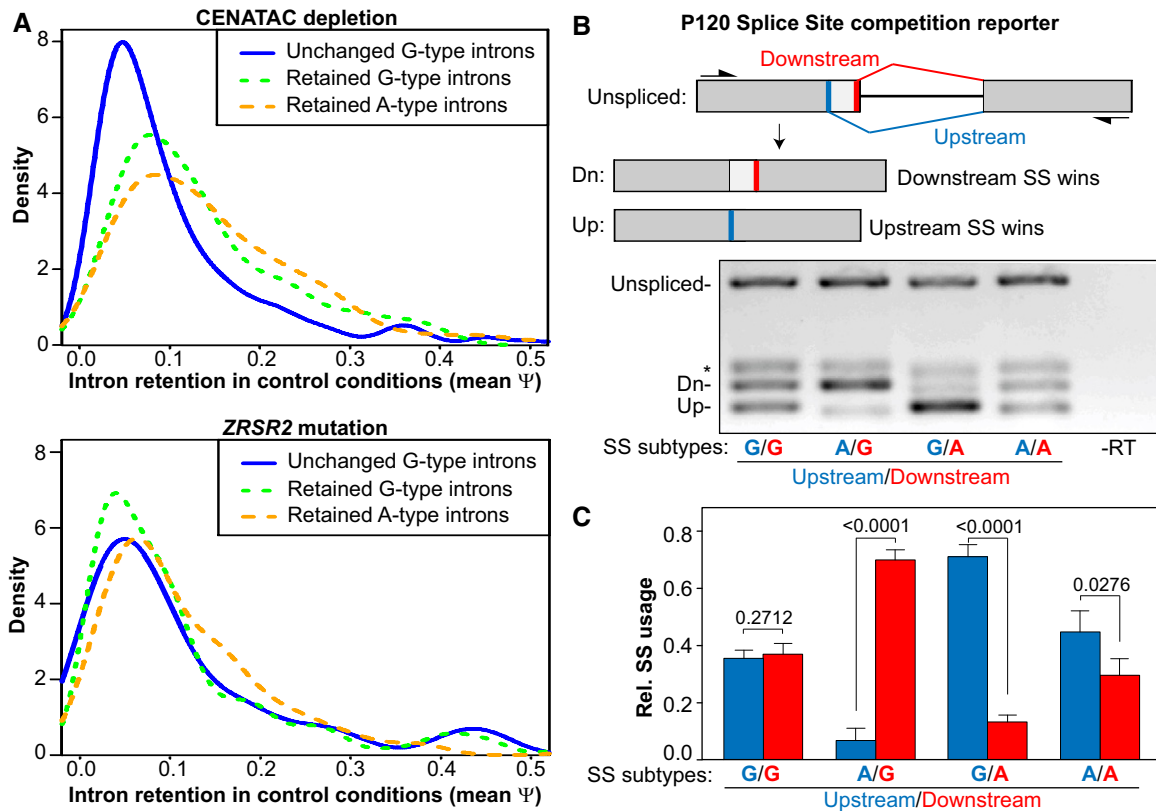 A
CENATAC depletion
Unchanged G-type introns
Retained G-type introns
Retained A-type introns
Density
8
6
4
2
0
0.0 0.1 0.2 0.3 0.4 0.5
Intron retention in control conditions (mean Ψ)
ZRSR2 mutation
Unchanged G-type introns
Retained G-type introns
Retained A-type introns
Density
8
6
4
2
0
0.0 0.1 0.2 0.3 0.4 0.5
Intron retention in control conditions (mean Ψ)
B
P120 Splice Site competition reporter
Downstream
Unspliced:
Upstream
Dn:
Downstream SS wins
Up:
Upstream SS wins
Unspliced-
*
Dn-
Up-
SS subtypes: G/G A/G G/A A/A -RT
Upstream/Downstream
C
Rel. SS usage
0.8
0.6
0.4
0.2
0.0
0.2712
<0.0001
<0.0001
0.0276
SS subtypes: G/G A/G G/A A/A
Upstream/Downstream